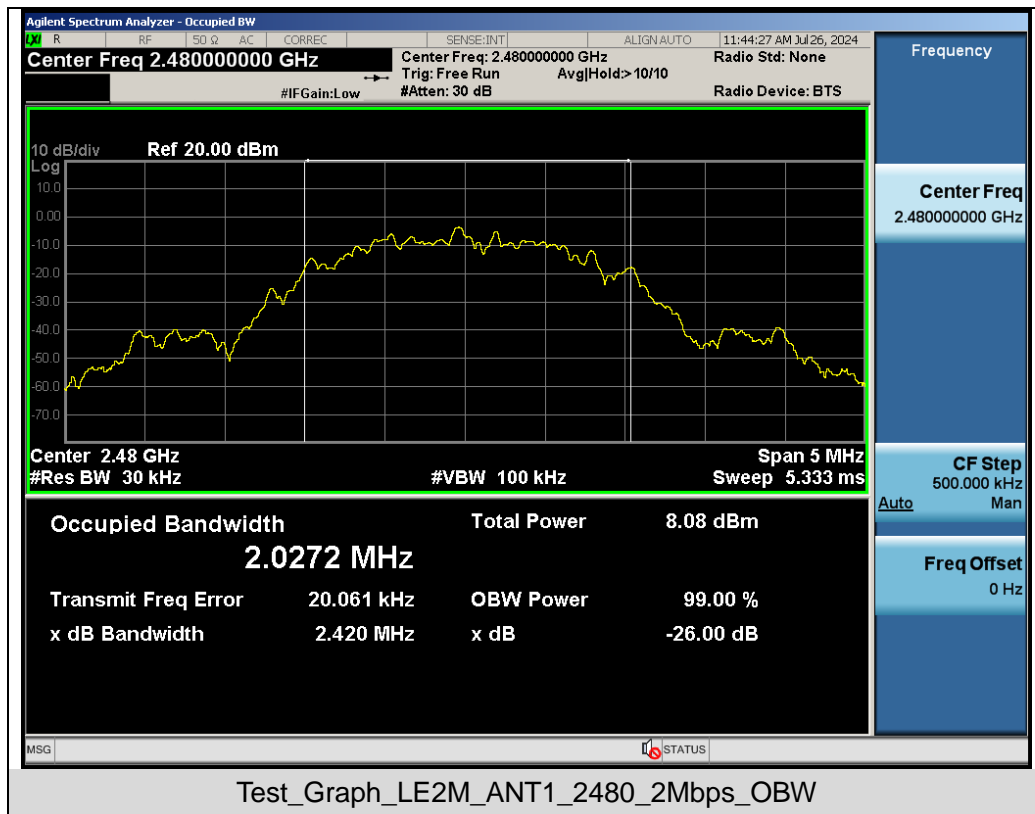 Agilent Spectrum Analyzer - Occupied BW
LXI R RF 50 Ω AC CORREC SENSE:INT ALIGN AUTO 11:44:27 AM Jul 26, 2024
Center Freq 2.480000000 GHz
Center Freq: 2.480000000 GHz Radio Std: None
Trig: Free Run Avg|Hold:> 10/10
#IFGain:Low #Atten: 30 dB Radio Device: BTS
10 dB/div Ref 20.00 dBm
Log
10.0
0.00
-10.0
-20.0
-30.0
-40.0
-50.0
-60.0
-70.0
Center 2.48 GHz Span 5 MHz
#Res BW 30 kHz #VBW 100 kHz Sweep 5.333 ms
Occupied Bandwidth Total Power 8.08 dBm
2.0272 MHz
Transmit Freq Error 20.061 kHz OBW Power 99.00 %
x dB Bandwidth 2.420 MHz x dB -26.00 dB
MSG STATUS
Frequency
Center Freq
2.480000000 GHz
CF Step
500.000 kHz
Auto Man
Freq Offset
0 Hz
Test_Graph_LE2M_ANT1_2480_2Mbps_OBW